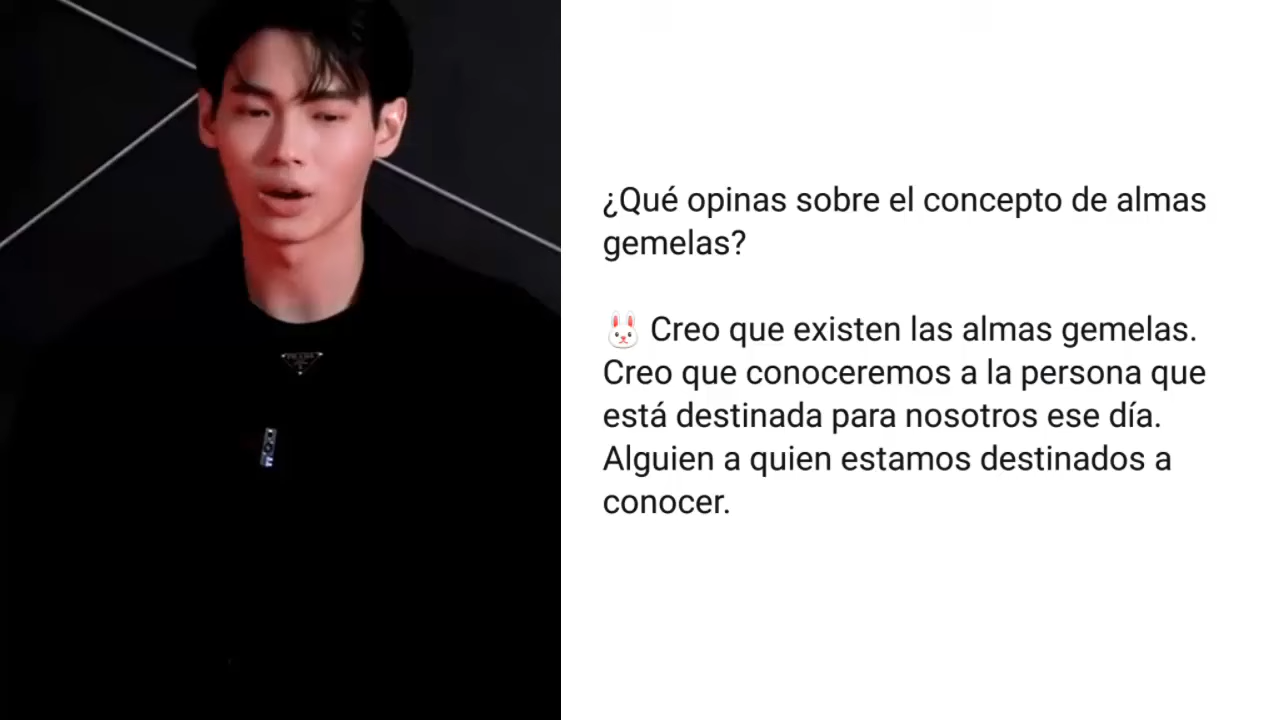 PRADA
¿Qué opinas sobre el concepto de almas
gemelas?
🐰 Creo que existen las almas gemelas.
Creo que conoceremos a la persona que
está destinada para nosotros ese día.
Alguien a quien estamos destinados a
conocer.